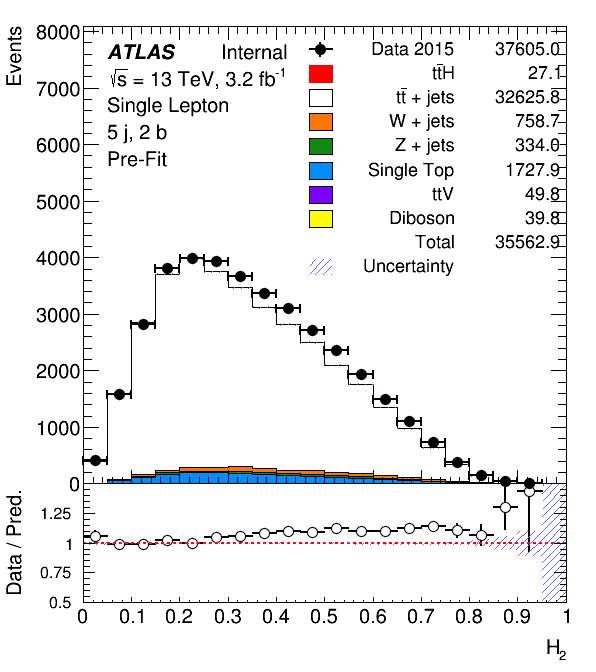 Events
8000
7000
6000
5000
4000
3000
2000
1000
0
ATLAS Internal
√s = 13 TeV, 3.2 fb⁻¹
Single Lepton
5 j, 2 b
Pre-Fit
Data 2015 37605.0
tt̄H 27.1
tt̄ + jets 32625.8
W + jets 758.7
Z + jets 334.0
Single Top 1727.9
ttV 49.8
Diboson 39.8
Total 35562.9
Uncertainty
Data / Pred.
1.25
1
0.75
0.5
0 0.1 0.2 0.3 0.4 0.5 0.6 0.7 0.8 0.9 1
H₂